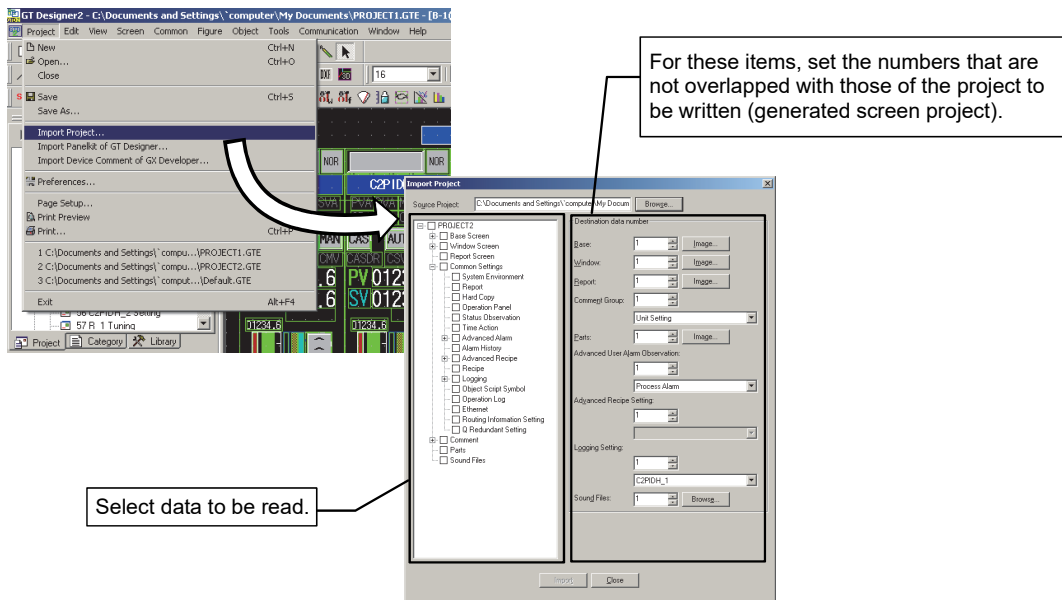 GT Designer2 - C:\Documents and Settings\`computer\My Documents\PROJECT1.GTE - [B-1(
Project Edit View Screen Common Figure Object Tools Communication Window Help
New Ctrl+N
Open... Ctrl+O
Close
16
Save Ctrl+S
Save As...
Import Project...
Import Panelkit of GT Designer...
Import Device Comment of GX Developer...
NOR NOR
Preferences...
C2PID
Page Setup...
Print Preview
Print... Ctrl+P
MAN CAS AU
1 C:\Documents and Settings\`compu...\PROJECT1.GTE
2 C:\Documents and Settings\`compu...\PROJECT2.GTE
3 C:\Documents and Settings\`comput...\Default.GTE
CMV CASDR CSV
.6 PV 0123
.6 SV 0123
Exit Alt+F4
58 C2PIDH_2 Setting
57 R_1 Tuning
01234.6 01234.6
Project Category Library
For these items, set the numbers that are
not overlapped with those of the project to
be written (generated screen project).
Import Project
Source Project: C:\Documents and Settings\`computer\My Docum Browse...
PROJECT2
Base Screen
Window Screen
Report Screen
Common Settings
System Environment
Report
Hard Copy
Operation Panel
Status Observation
Time Action
Advanced Alarm
Alarm History
Advanced Recipe
Recipe
Logging
Object Script Symbol
Operation Log
Ethernet
Routing Information Setting
Q Redundant Setting
Comment
Parts
Sound Files
Destination data number
Base: 1 Image...
Window: 1 Image...
Report: 1 Image...
Comment Group: 1
Unit Setting
Parts: 1 Image...
Advanced User Alarm Observation:
1
Process Alarm
Advanced Recipe Setting:
1
Logging Setting:
1
C2PIDH_1
Sound Files: 1 Browse...
Import Close
Select data to be read.